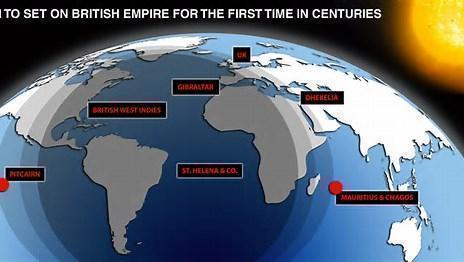 TO SET ON BRITISH EMPIRE FOR THE FIRST TIME IN CENTURIES
UK
GIBRALTAR
DHEKELIA
BRITISH WEST INDIES
PITCAIRN
ST. HELENA & CO.
MAURITIUS & CHAGOS